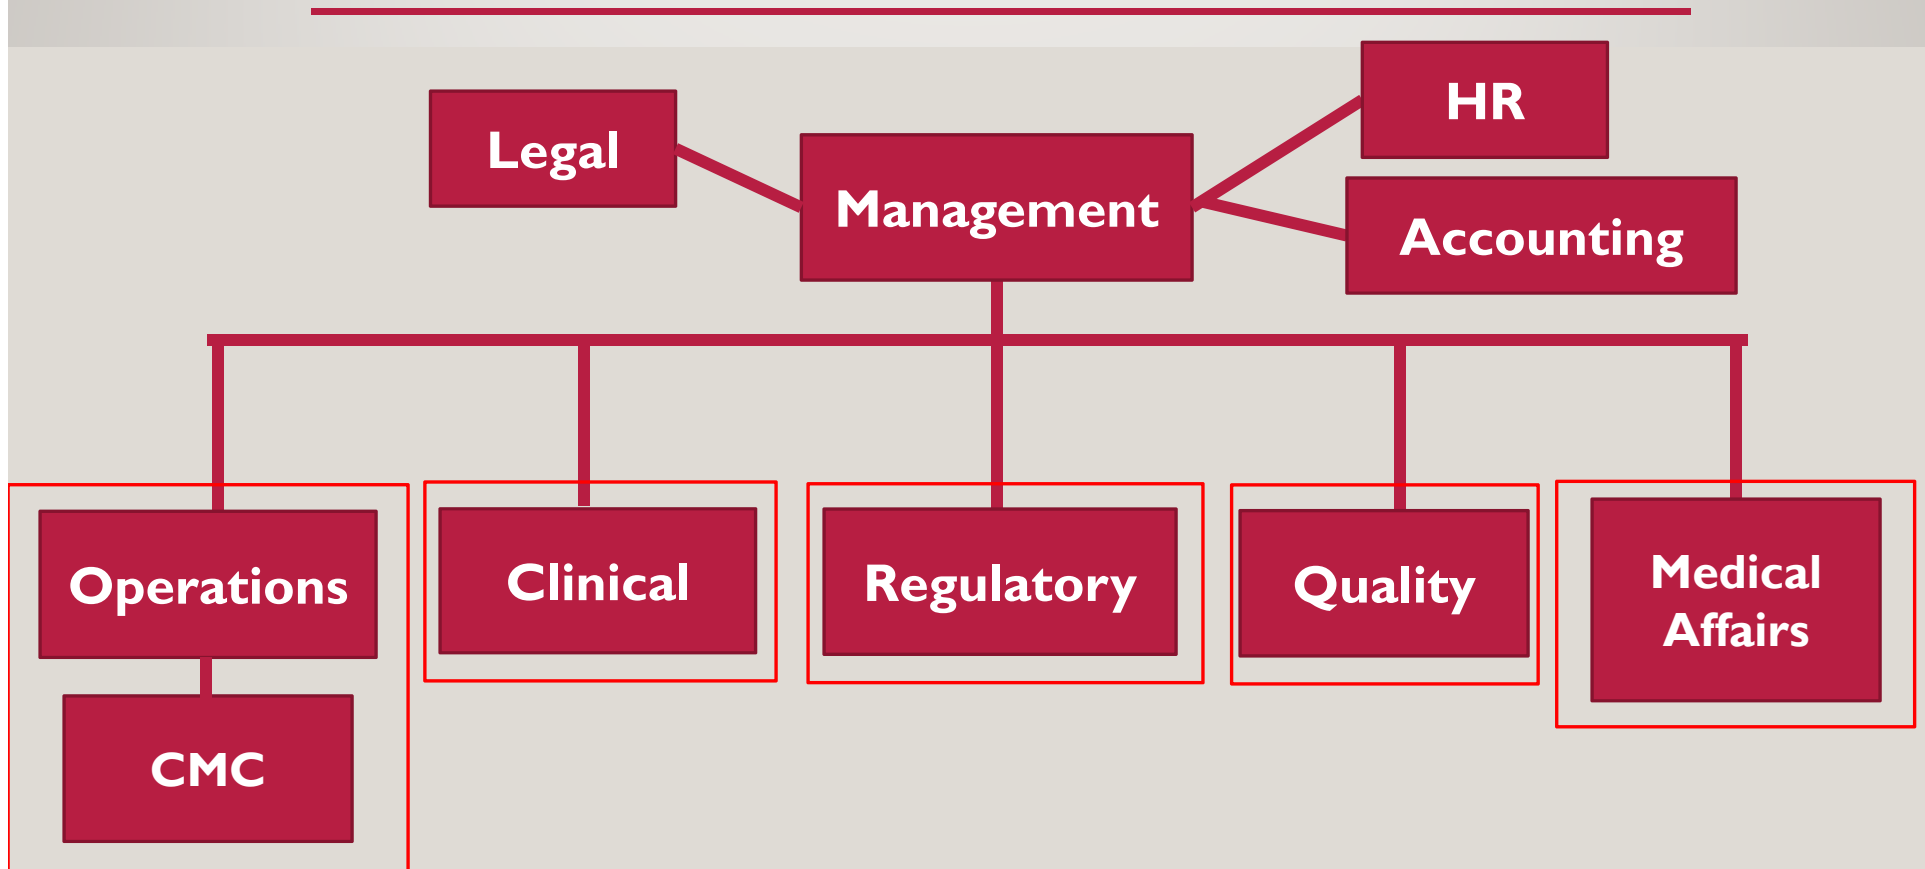 HR
Legal
Management
Accounting
Operations
Clinical
Regulatory
Quality
Medical
Affairs
CMC